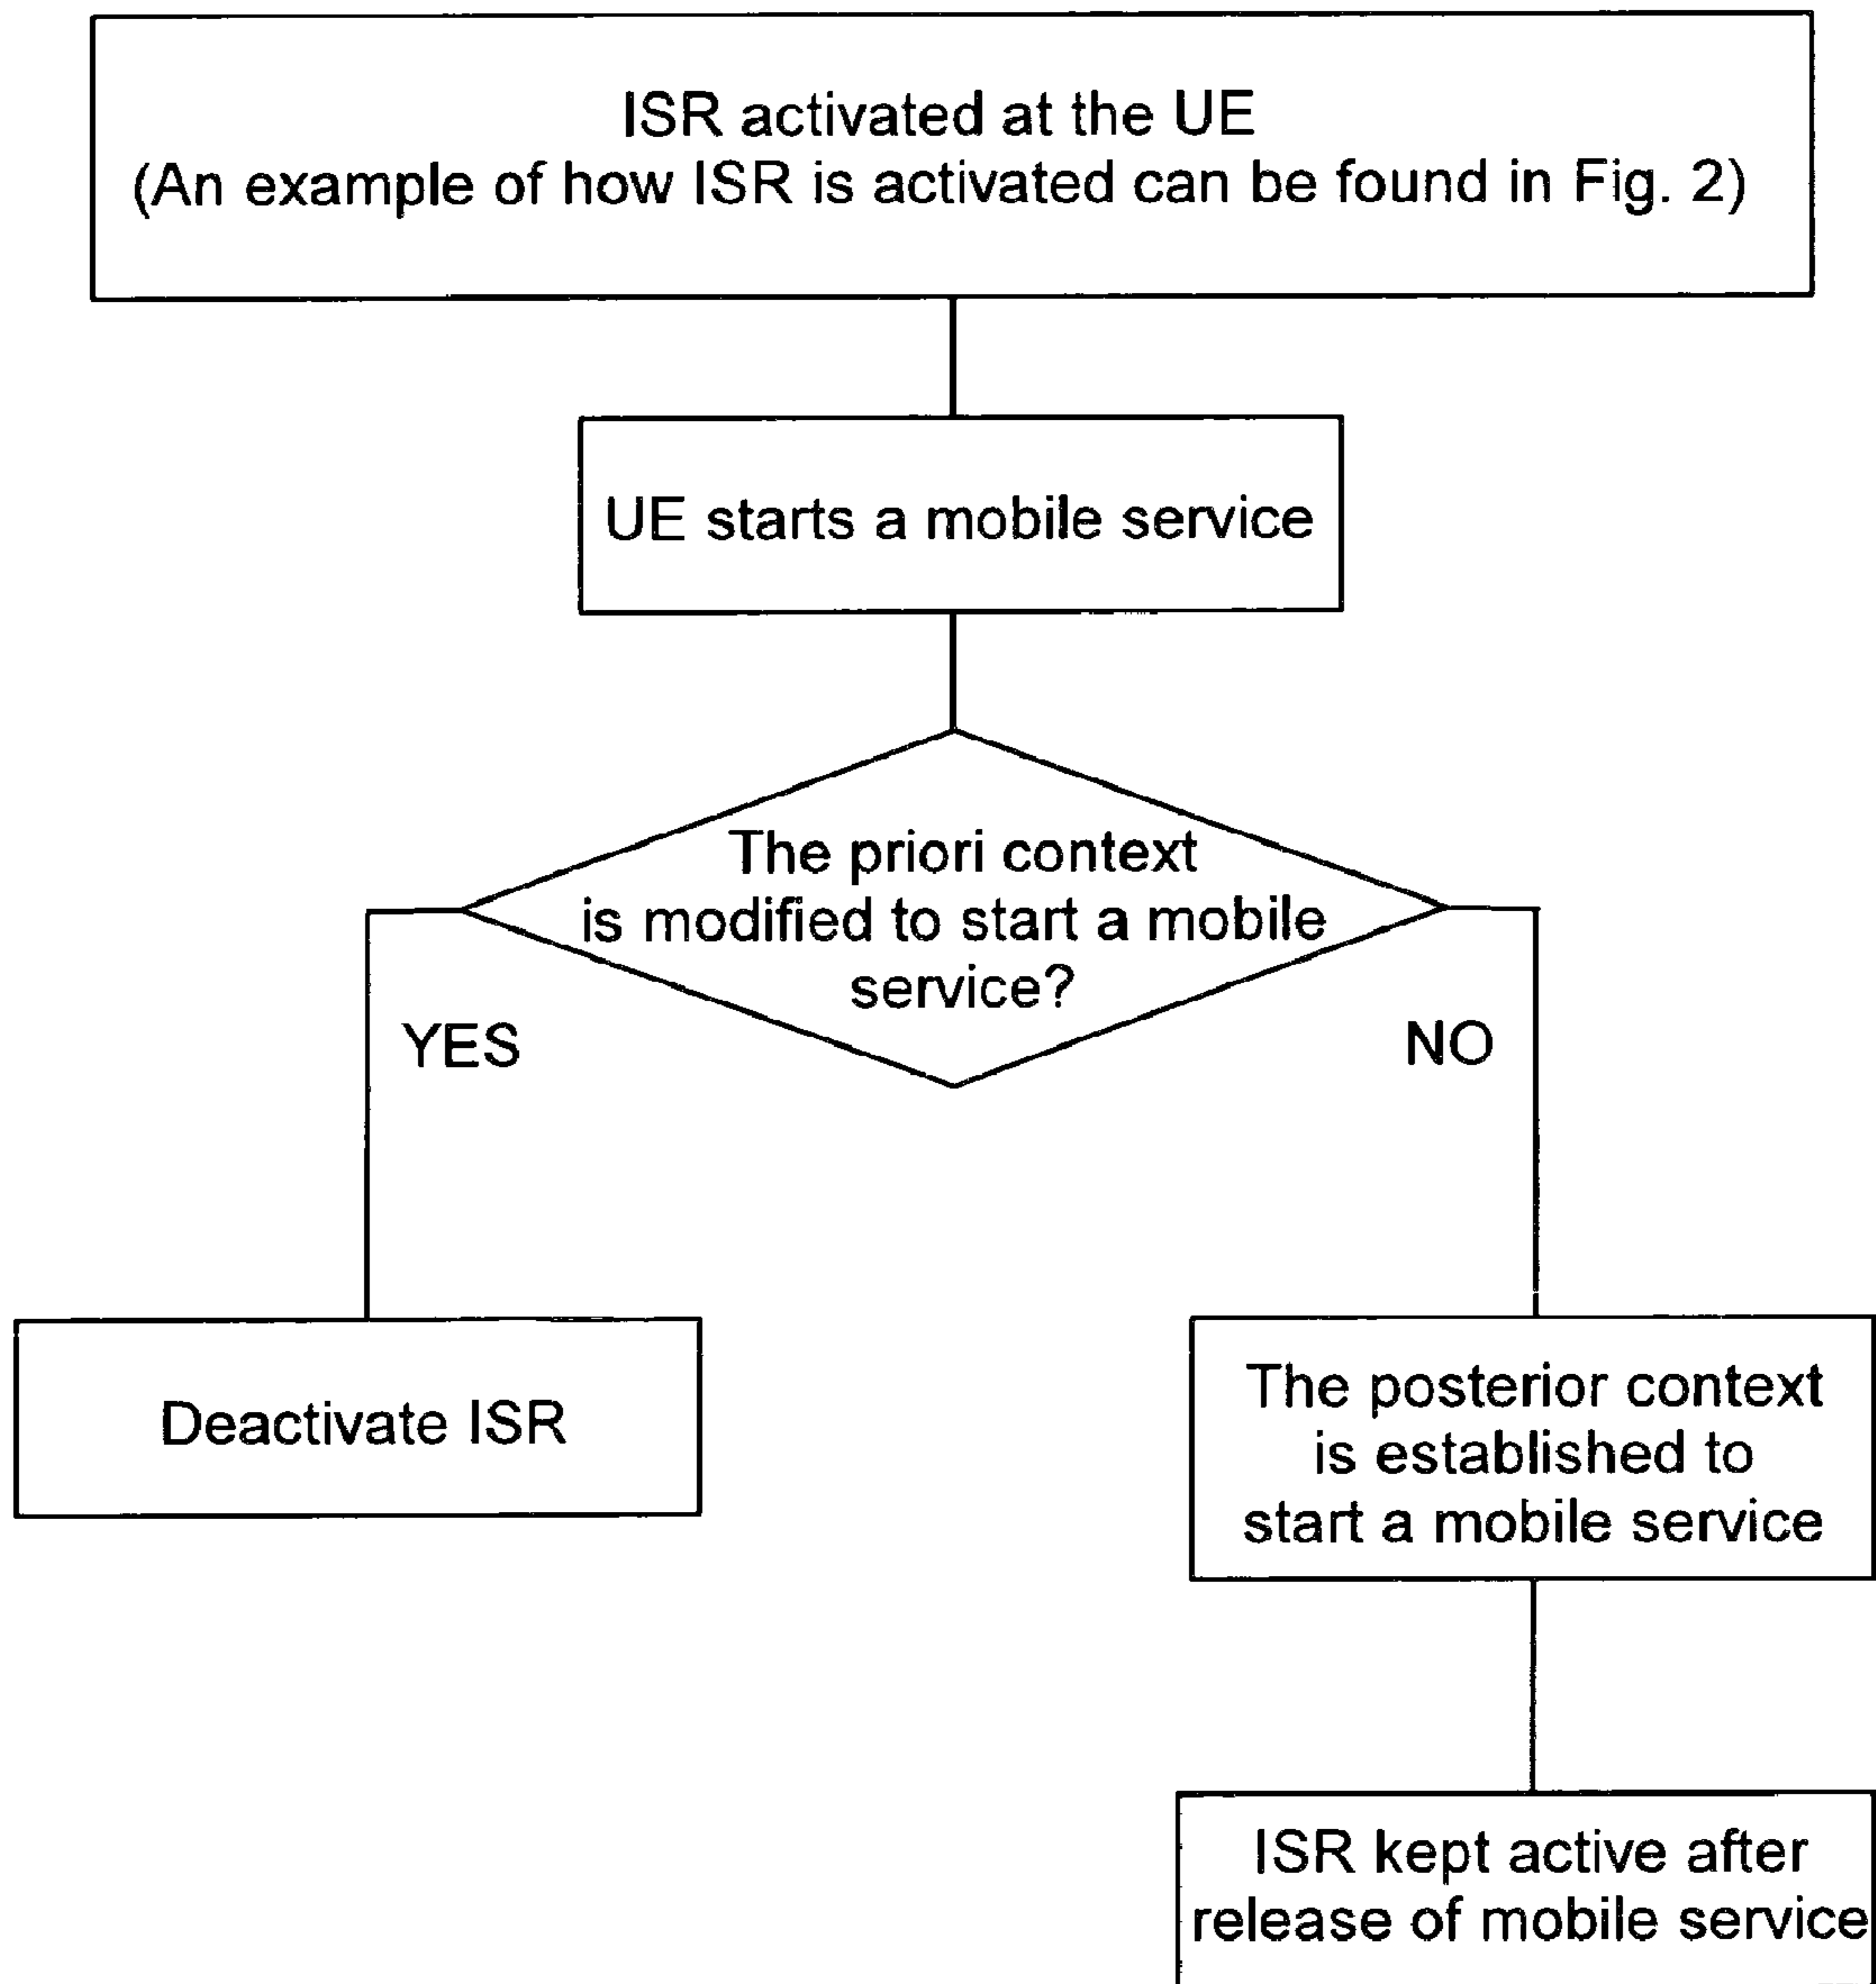 ISR activated at the UE
(An example of how ISR is activated can be found in Fig. 2)
UE starts a mobile service
The priori context
is modified to start a mobile
service?
YES
NO
Deactivate ISR
The posterior context
is established to
start a mobile service
ISR kept active after
release of mobile service